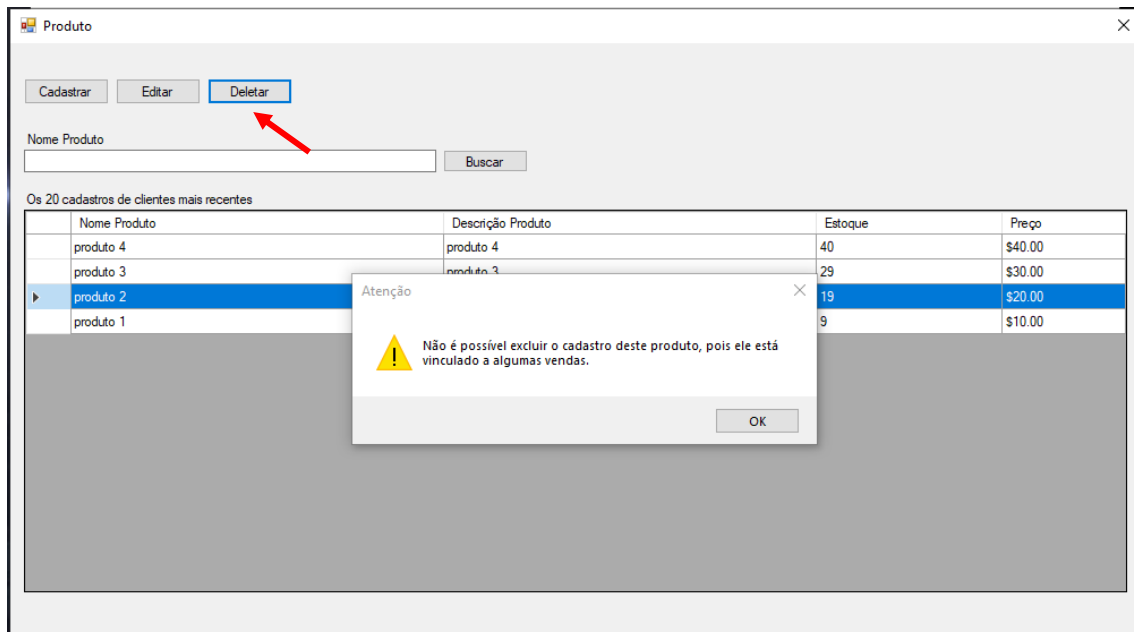 Produto
Cadastrar Editar Deletar
Nome Produto
Buscar
Os 20 cadastros de clientes mais recentes
Nome Produto Descrição Produto Estoque Preço
produto 4 produto 4 40 $40.00
produto 3 produto 3 29 $30.00
produto 2 19 $20.00
produto 1 9 $10.00
Atenção
Não é possível excluir o cadastro deste produto, pois ele está
vinculado a algumas vendas.
OK